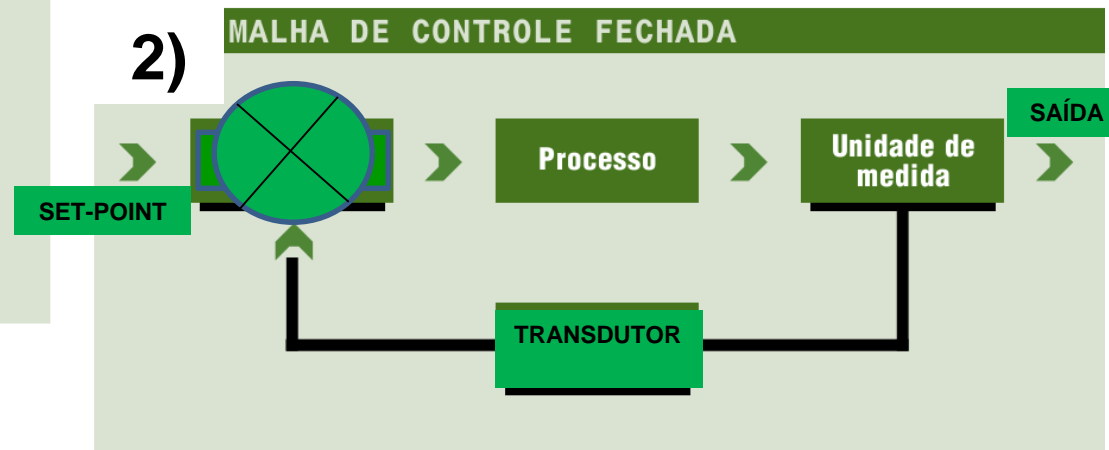 2)
MALHA DE CONTROLE FECHADA
SAÍDA
Processo
Unidade de
medida
SET-POINT
TRANSDUTOR